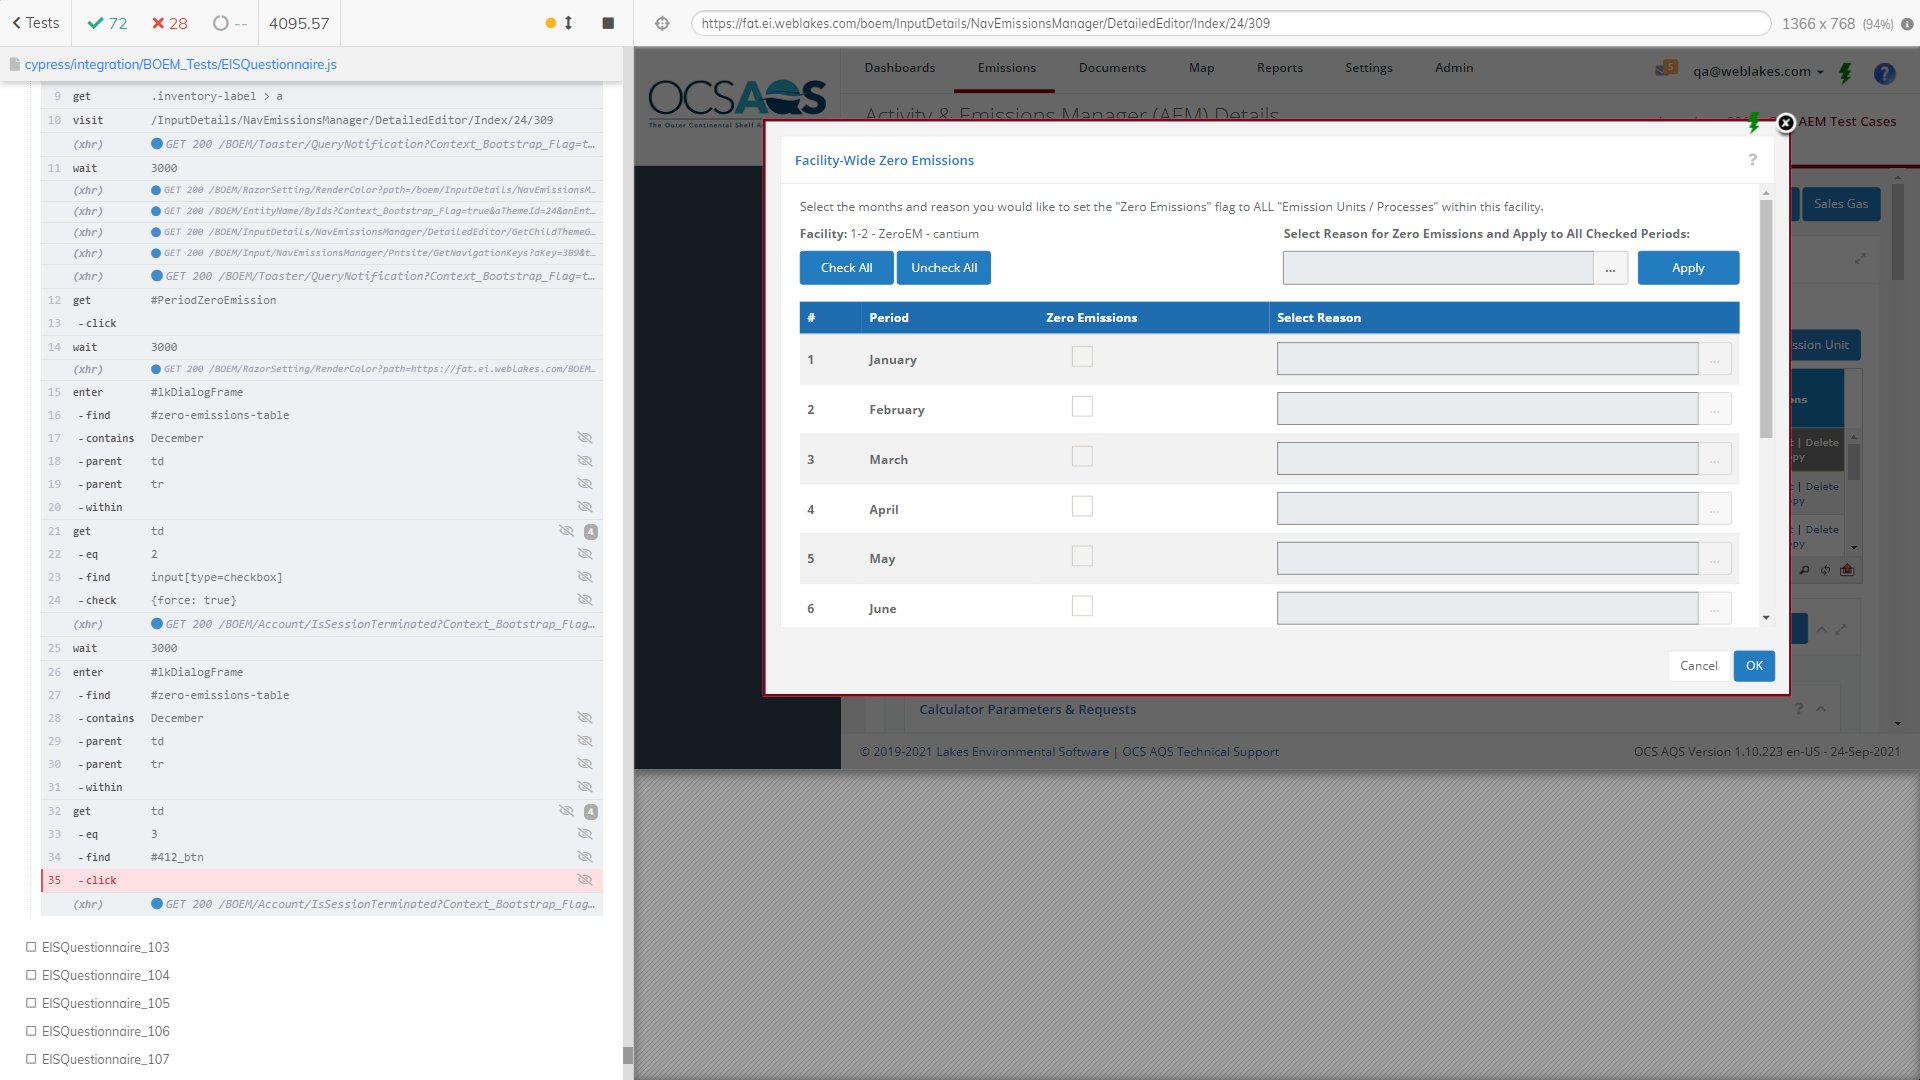 Tests
72
28
--
4095.57
https://fat.ei.weblakes.com/boem/InputDetails/NavEmissionsManager/DetailedEditor/Index/24/309
1366 x 768 (94%)
cypress/integration/BOEM_Tests/EISQuestionnaire.js
9 get .inventory-label > a
10 visit /InputDetails/NavEmissionsManager/DetailedEditor/Index/24/309
(xhr) GET 200 /BOEM/Toaster/QueryNotification?Context_Bootstrap_Flag=t...
11 wait 3000
(xhr) GET 200 /BOEM/RazorSetting/RenderColor?path=/boem/InputDetails/NavEmissionsM...
(xhr) GET 200 /BOEM/EntityName/ByIds?Context_Bootstrap_Flag=true&aThemeId=24&anEnt...
(xhr) GET 200 /BOEM/InputDetails/NavEmissionsManager/DetailedEditor/GetChildThemeG...
(xhr) GET 200 /BOEM/Input/NavEmissionsManager/Pntsite/GetNavigationKeys?aKey=309&t...
(xhr) GET 200 /BOEM/Toaster/QueryNotification?Context_Bootstrap_Flag=t...
12 get #PeriodZeroEmission
13 -click
14 wait 3000
(xhr) GET 200 /BOEM/RazorSetting/RenderColor?path=https://fat.ei.weblakes.com/BOEM...
15 enter #lkDialogFrame
16 -find #zero-emissions-table
17 -contains December
18 -parent td
19 -parent tr
20 -within
21 get td 4
22 -eq 2
23 -find input[type=checkbox]
24 -check {force: true}
(xhr) GET 200 /BOEM/Account/IsSessionTerminated?Context_Bootstrap_Flag...
25 wait 3000
26 enter #lkDialogFrame
27 -find #zero-emissions-table
28 -contains December
29 -parent td
30 -parent tr
31 -within
32 get td 4
33 -eq 3
34 -find #412_btn
35 -click
(xhr) GET 200 /BOEM/Account/IsSessionTerminated?Context_Bootstrap_Flag...
EISQuestionnaire_103
EISQuestionnaire_104
EISQuestionnaire_105
EISQuestionnaire_106
EISQuestionnaire_107
OCSAQS
The Outer Continental Shelf
Dashboards Emissions Documents Map Reports Settings Admin
5
qa@weblakes.com
?
Activity & Emissions Manager (AEM) Details
AEM Test Cases
Sales Gas
ssion Unit
ns
Delete
py
| Delete
py
| Delete
py
Facility-Wide Zero Emissions
?
Select the months and reason you would like to set the "Zero Emissions" flag to ALL "Emission Units / Processes" within this facility.
Facility: 1-2 - ZeroEM - cantium
Select Reason for Zero Emissions and Apply to All Checked Periods:
Check All Uncheck All ... Apply
# Period Zero Emissions Select Reason
1 January ...
2 February ...
3 March ...
4 April ...
5 May ...
6 June ...
Cancel OK
Calculator Parameters & Requests
?
© 2019-2021 Lakes Environmental Software | OCS AQS Technical Support
OCS AQS Version 1.10.223 en-US - 24-Sep-2021